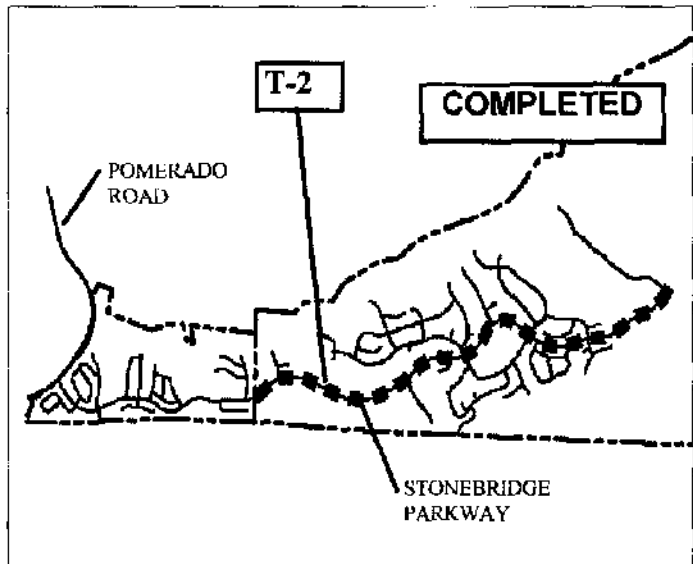 T-2
COMPLETED
POMERADO
ROAD
STONEBRIDGE
PARKWAY